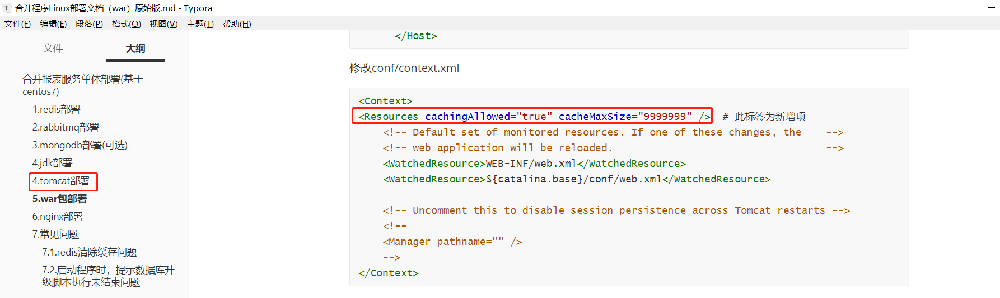 合并程序Linux部署文档（war）原始版.md - Typora
文件(F) 编辑(E) 段落(P) 格式(O) 视图(V) 主题(T) 帮助(H)
文件 大纲
合并报表服务单体部署(基于
centos7)
1.redis部署
2.rabbitmq部署
3.mongodb部署(可选)
4.jdk部署
4.tomcat部署
5.war包部署
6.nginx部署
7.常见问题
7.1.redis清除缓存问题
7.2.启动程序时，提示数据库升
级脚本执行未结束问题
</Host>
修改conf/context.xml
<Context>
<Resources cachingAllowed="true" cacheMaxSize="9999999" /> # 此标签为新增项
<!-- Default set of monitored resources. If one of these changes, the -->
<!-- web application will be reloaded. -->
<WatchedResource>WEB-INF/web.xml</WatchedResource>
<WatchedResource>${catalina.base}/conf/web.xml</WatchedResource>
<!-- Uncomment this to disable session persistence across Tomcat restarts -->
<!--
<Manager pathname="" />
-->
</Context>